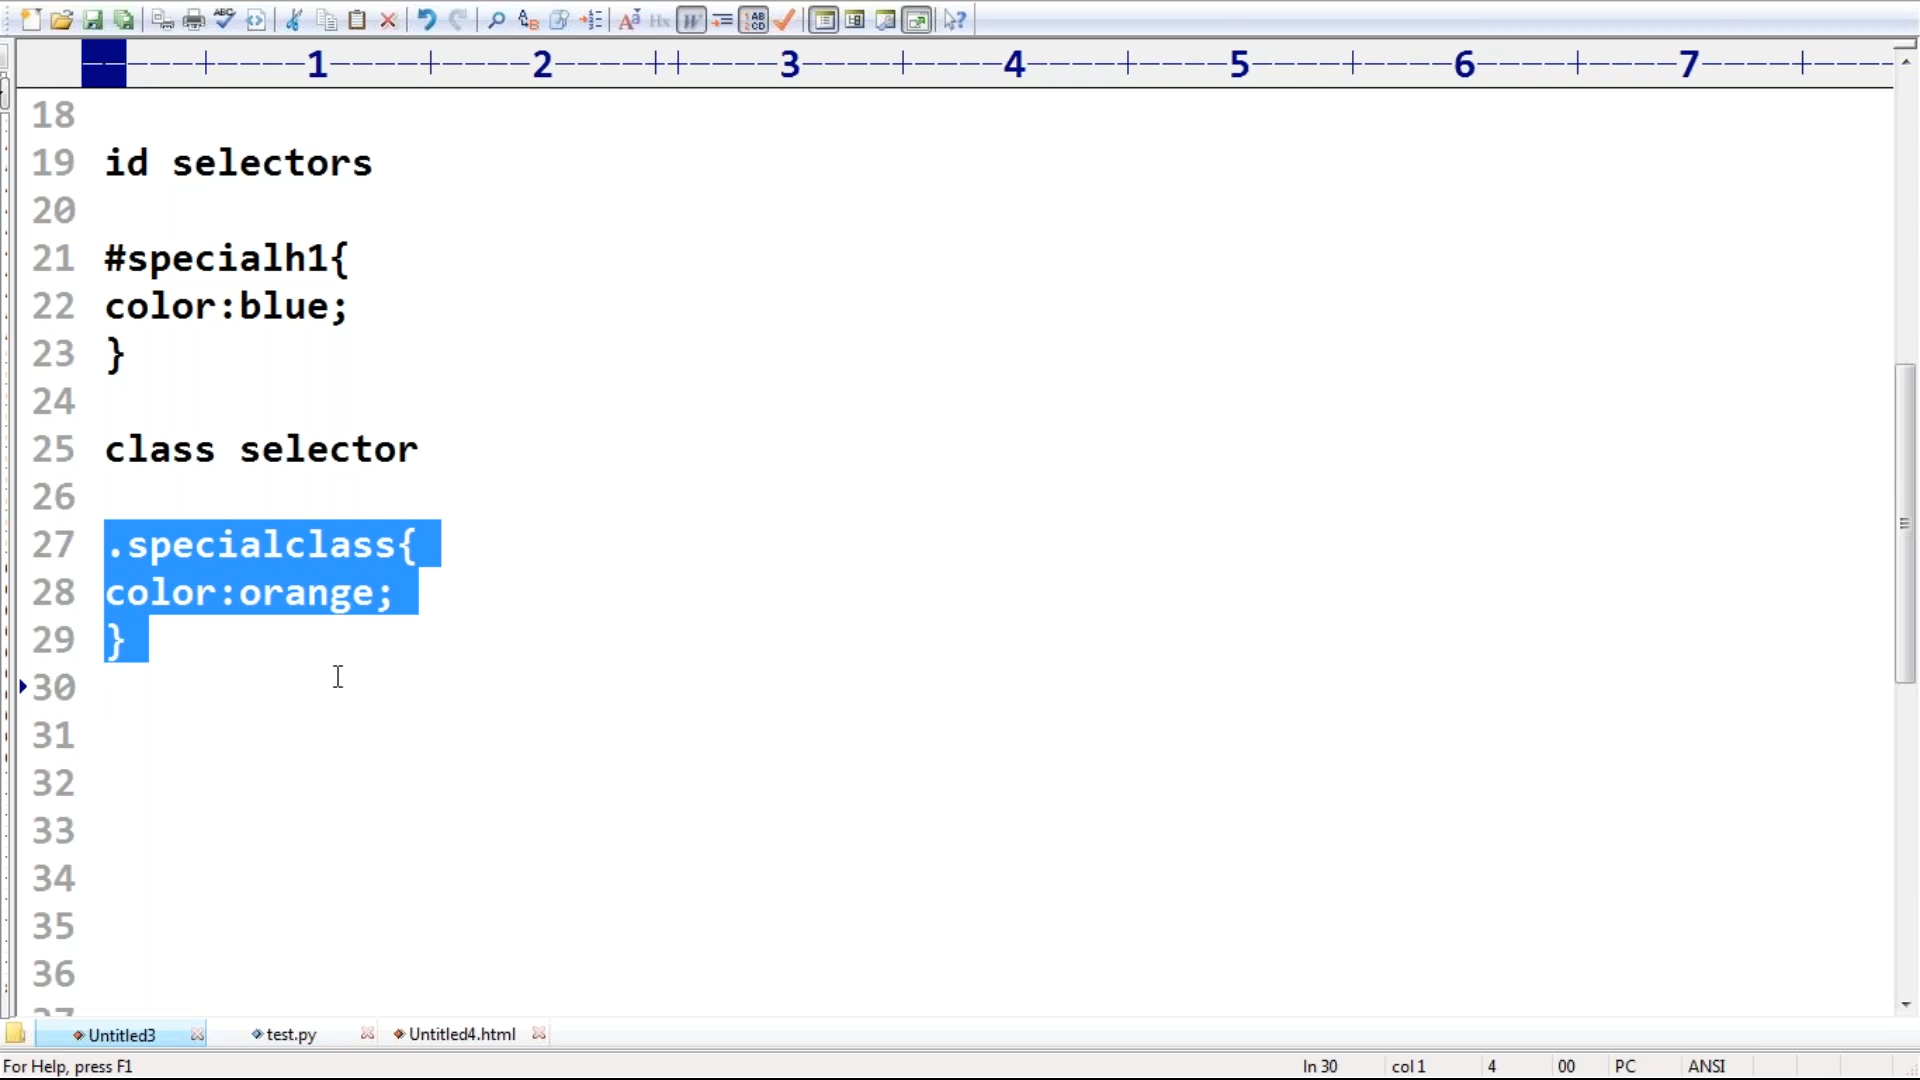 1 2 3 4 5 6 7
18
19 id selectors
20
21 #specialh1{
22 color:blue;
23 }
24
25 class selector
26
27 .specialclass{
28 color:orange;
29 }
30
31
32
33
34
35
36
Untitled3 test.py Untitled4.html
For Help, press F1 ln 30 col 1 4 00 PC ANSI